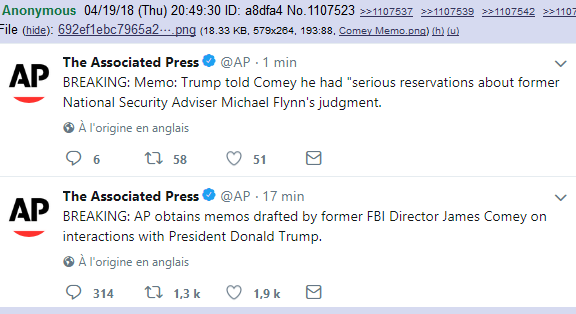 Anonymous 04/19/18 (Thu) 20:49:30 ID: a8dfa4 No.1107523 >>1107537 >>1107539 >>1107542 >>1107
File (hide): 692ef1ebc7965a2⋯.png (18.33 KB, 579x264, 193:88, Comey Memo.png) (h) (u)
AP The Associated Press @AP · 1 min
BREAKING: Memo: Trump told Comey he had "serious reservations about former
National Security Adviser Michael Flynn's judgment.
À l'origine en anglais
6 58 51
AP The Associated Press @AP · 17 min
BREAKING: AP obtains memos drafted by former FBI Director James Comey on
interactions with President Donald Trump.
À l'origine en anglais
314 1,3 k 1,9 k